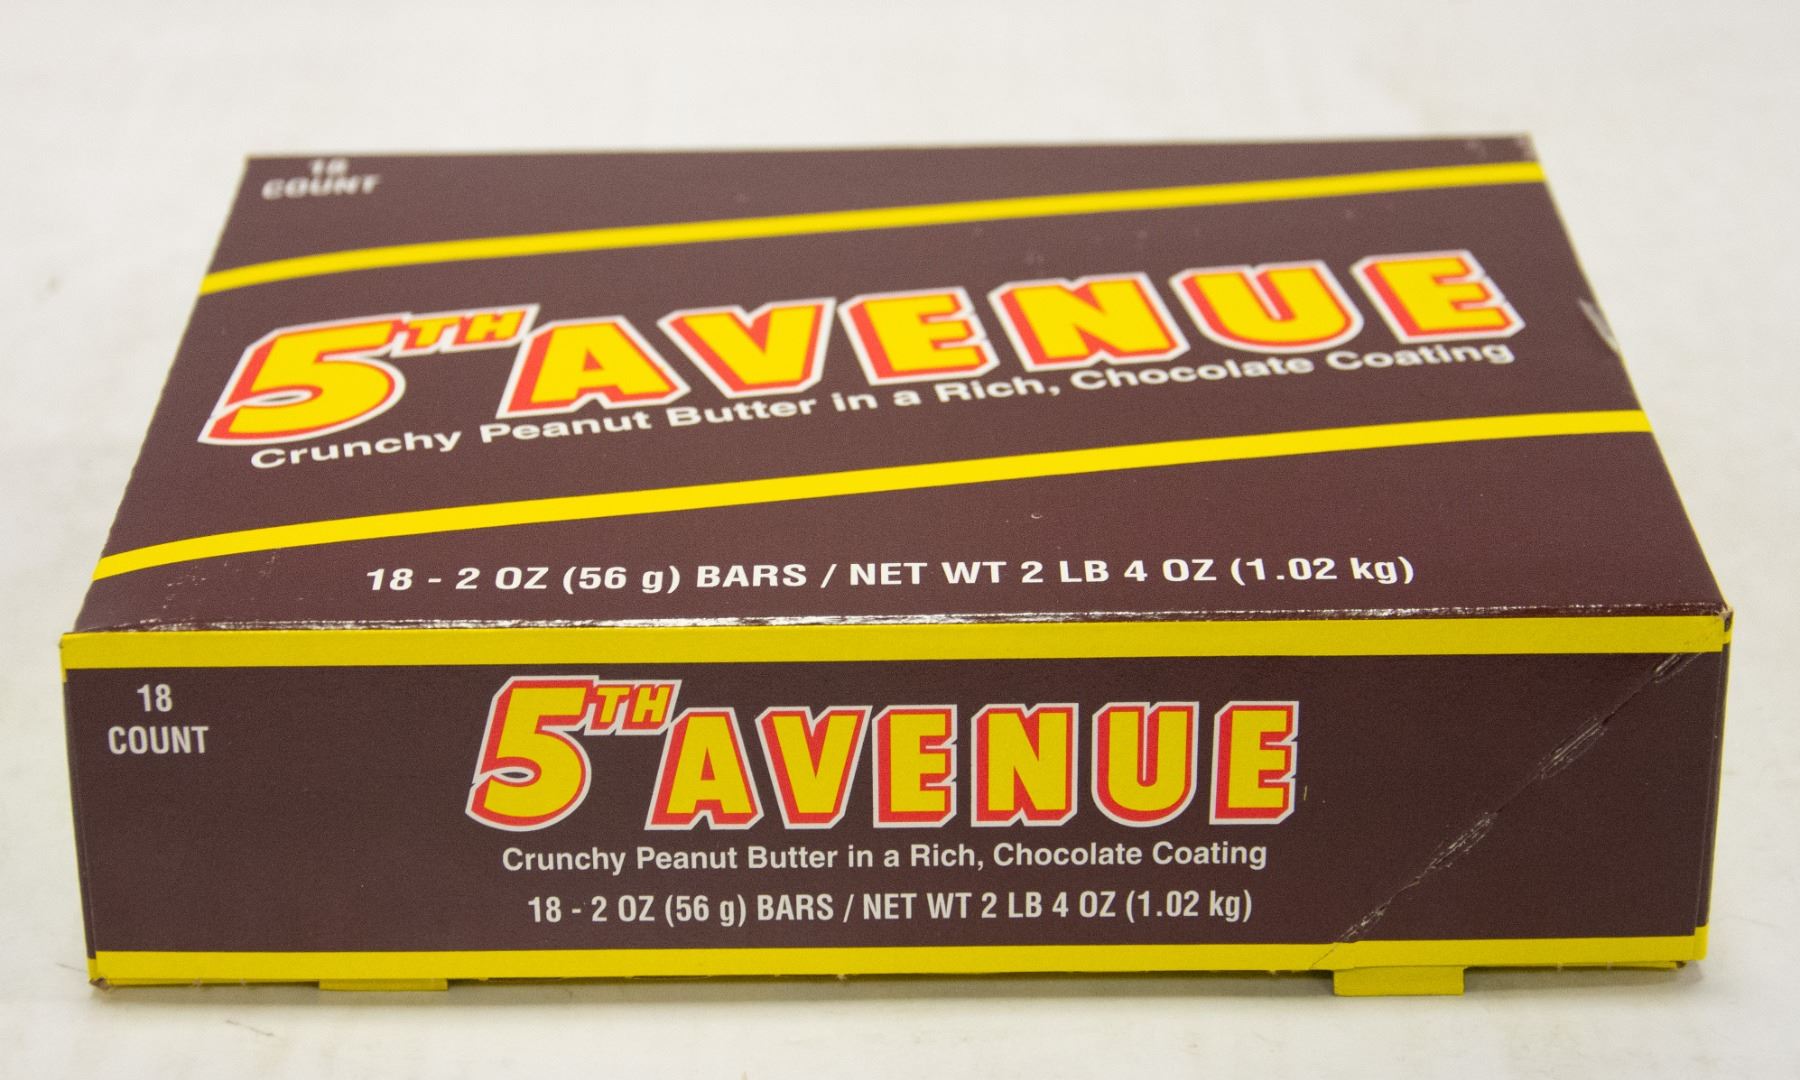 18
COUNT
5TH AVENUE
Crunchy Peanut Butter in a Rich, Chocolate Coating
18 - 2 OZ (56 g) BARS / NET WT 2 LB 4 OZ (1.02 kg)
18
COUNT
5TH AVENUE
Crunchy Peanut Butter in a Rich, Chocolate Coating
18 - 2 OZ (56 g) BARS / NET WT 2 LB 4 OZ (1.02 kg)